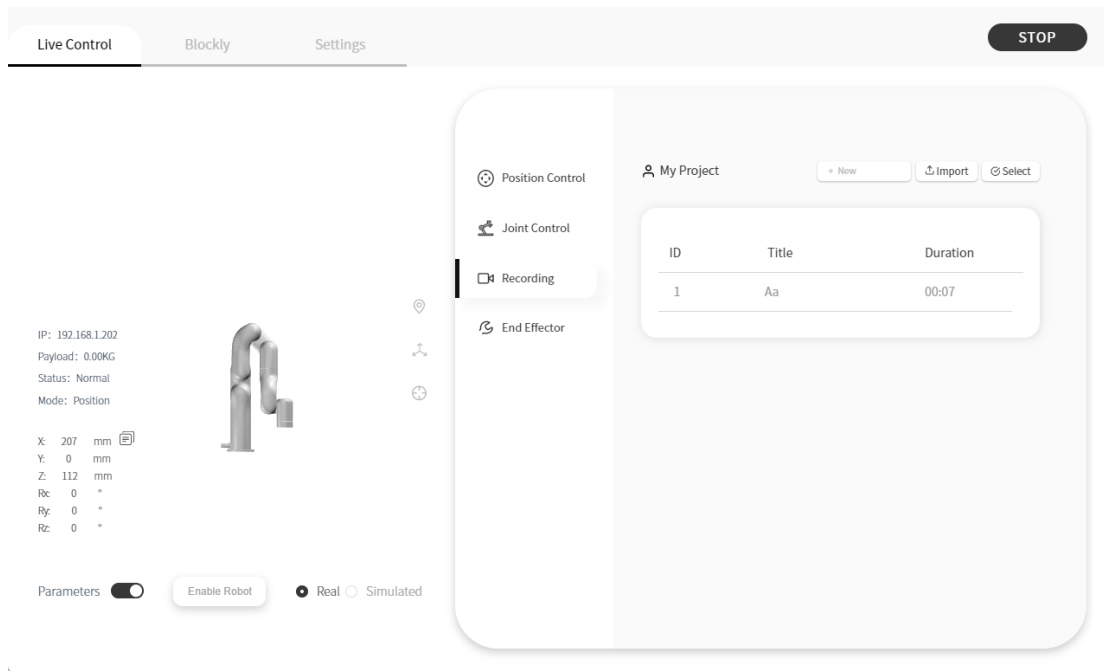 Live Control
Blockly
Settings
STOP
IP: 192.168.1.202
Payload: 0.00KG
Status: Normal
Mode: Position
X: 207 mm
Y: 0 mm
Z: 112 mm
Rx: 0 °
Ry: 0 °
Rz: 0 °
Parameters
Enable Robot
Real
Simulated
Position Control
Joint Control
Recording
End Effector
My Project
+ New
Import
Select
ID Title Duration
1 Aa 00:07